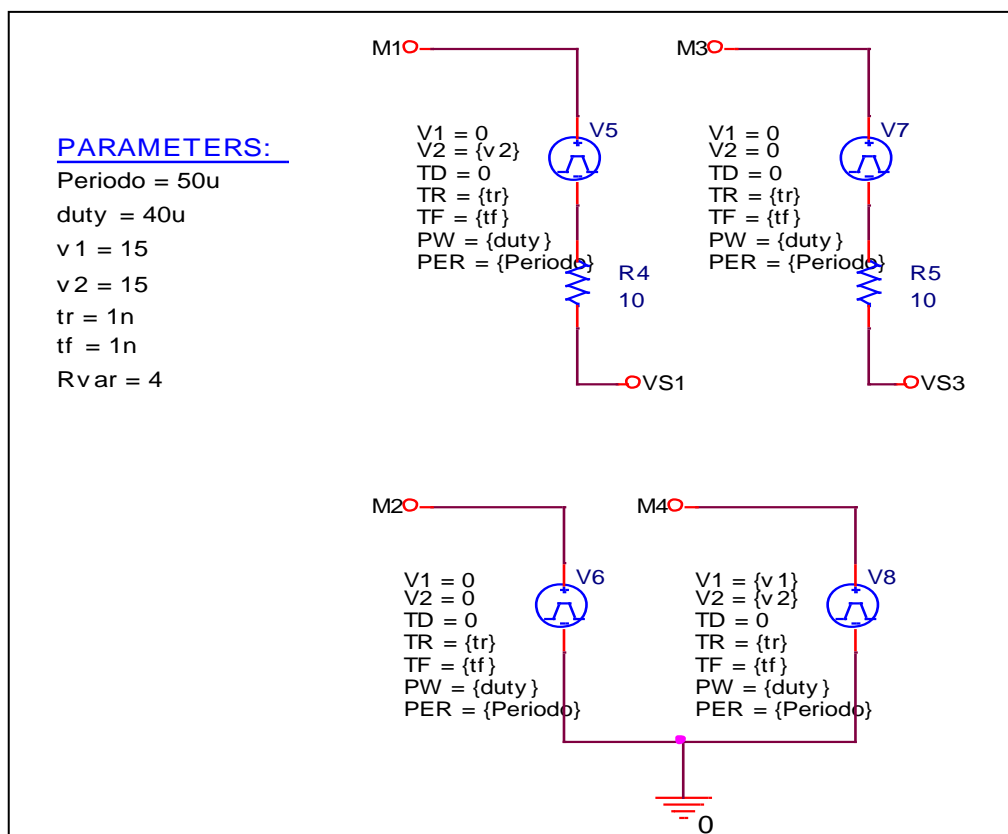 PARAMETERS:
Periodo = 50u
duty = 40u
v1 = 15
v2 = 15
tr = 1n
tf = 1n
Rvar = 4
M1
V5
V1 = 0
V2 = {v2}
TD = 0
TR = {tr}
TF = {tf}
PW = {duty}
PER = {Periodo}
R4
10
VS1
M3
V7
V1 = 0
V2 = 0
TD = 0
TR = {tr}
TF = {tf}
PW = {duty}
PER = {Periodo}
R5
10
VS3
M2
V6
V1 = 0
V2 = 0
TD = 0
TR = {tr}
TF = {tf}
PW = {duty}
PER = {Periodo}
M4
V8
V1 = {v1}
V2 = {v2}
TD = 0
TR = {tr}
TF = {tf}
PW = {duty}
PER = {Periodo}
0